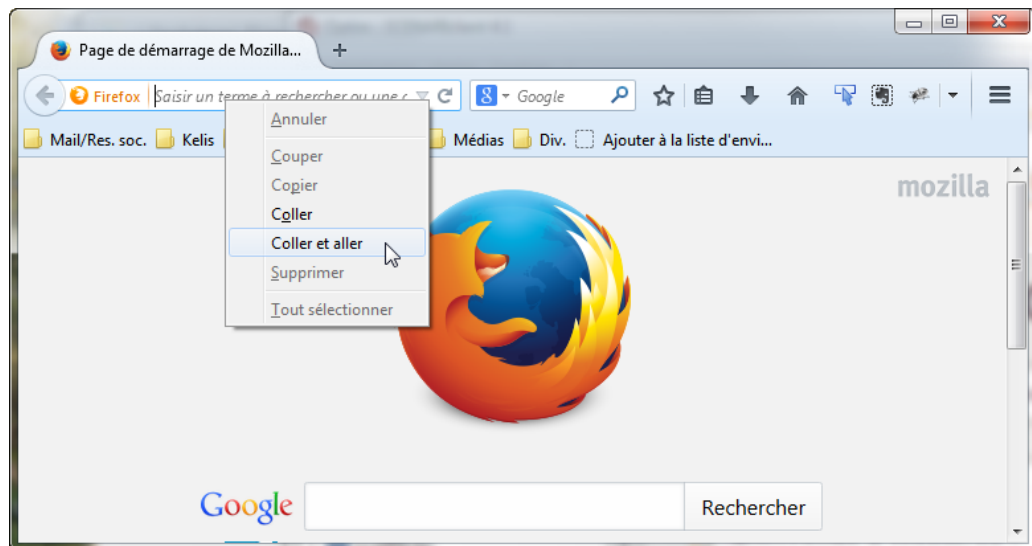 Page de démarrage de Mozilla...
Firefox Saisir un terme à rechercher ou une Google
Mail/Res. soc. Kelis Médias Div. Ajouter à la liste d'envi...
Annuler
Couper
Copier
Coller
Coller et aller
Supprimer
Tout sélectionner
mozilla
Google Rechercher